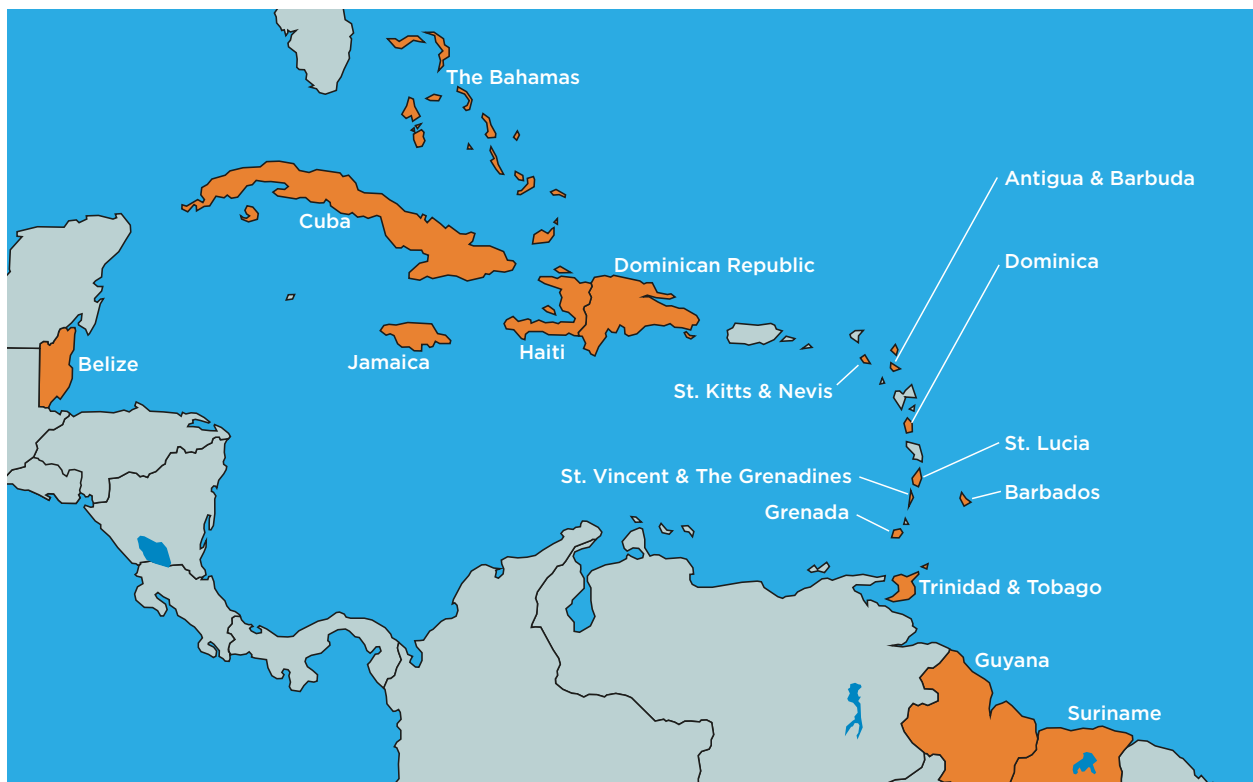 The Bahamas
Antigua & Barbuda
Cuba
Dominica
Dominican Republic
Haiti
Jamaica
Belize
St. Kitts & Nevis
St. Lucia
St. Vincent & The Grenadines
Barbados
Grenada
Trinidad & Tobago
Guyana
Suriname